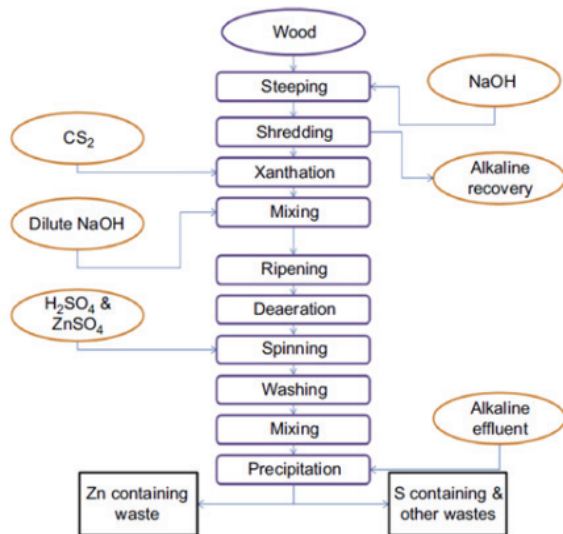 Wood
Steeping
NaOH
Shredding
CS₂
Xanthation
Alkaline
recovery
Mixing
Dilute NaOH
Ripening
H₂SO₄ &
ZnSO₄
Deaeration
Spinning
Washing
Mixing
Alkaline
effluent
Precipitation
Zn containing
waste
S containing &
other wastes